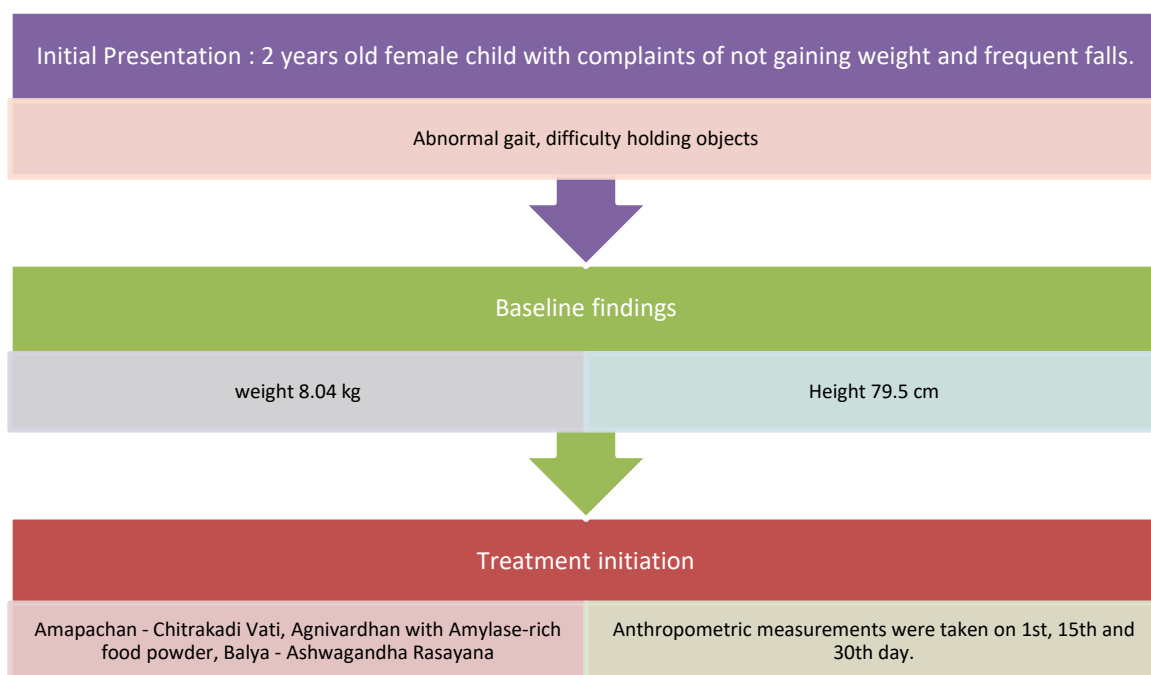 Initial Presentation : 2 years old female child with complaints of not gaining weight and frequent falls.
Abnormal gait, difficulty holding objects
Baseline findings
weight 8.04 kg
Height 79.5 cm
Treatment initiation
Amapachan - Chitrakadi Vati, Agnivardhan with Amylase-rich
food powder, Balya - Ashwagandha Rasayana
Anthropometric measurements were taken on 1st, 15th and
30th day.